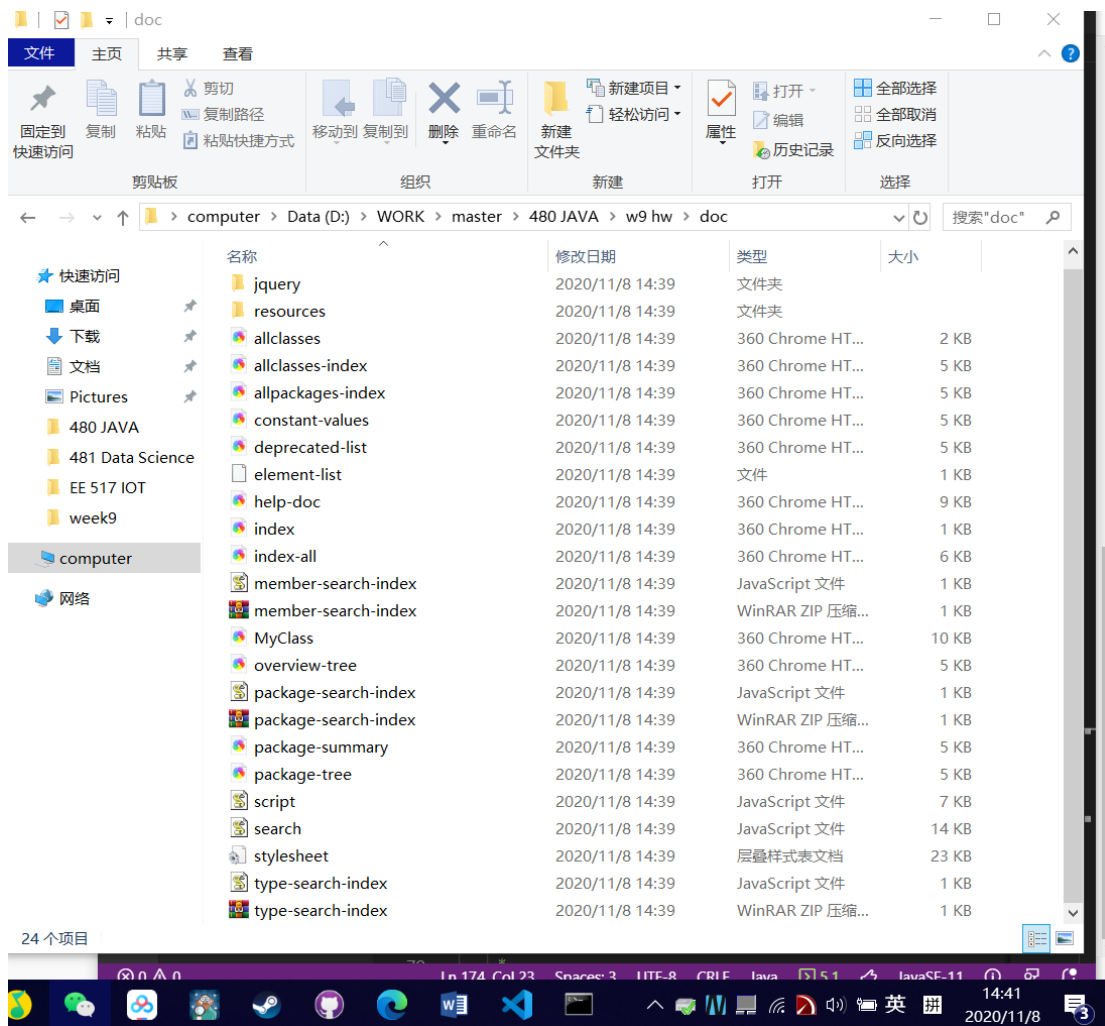 doc
文件 主页 共享 查看
固定到
快速访问
复制
粘贴
剪切
复制路径
粘贴快捷方式
移动到 复制到 删除 重命名
新建
文件夹
新建项目
轻松访问
属性
打开
编辑
历史记录
全部选择
全部取消
反向选择
剪贴板 组织 新建 打开 选择
computer > Data (D:) > WORK > master > 480 JAVA > w9 hw > doc
搜索"doc"
快速访问
桌面
下载
文档
Pictures
480 JAVA
481 Data Science
EE 517 IOT
week9
computer
网络
名称 修改日期 类型 大小
jquery 2020/11/8 14:39 文件夹
resources 2020/11/8 14:39 文件夹
allclasses 2020/11/8 14:39 360 Chrome HT... 2 KB
allclasses-index 2020/11/8 14:39 360 Chrome HT... 5 KB
allpackages-index 2020/11/8 14:39 360 Chrome HT... 5 KB
constant-values 2020/11/8 14:39 360 Chrome HT... 5 KB
deprecated-list 2020/11/8 14:39 360 Chrome HT... 5 KB
element-list 2020/11/8 14:39 文件 1 KB
help-doc 2020/11/8 14:39 360 Chrome HT... 9 KB
index 2020/11/8 14:39 360 Chrome HT... 1 KB
index-all 2020/11/8 14:39 360 Chrome HT... 6 KB
member-search-index 2020/11/8 14:39 JavaScript 文件 1 KB
member-search-index 2020/11/8 14:39 WinRAR ZIP 压缩... 1 KB
MyClass 2020/11/8 14:39 360 Chrome HT... 10 KB
overview-tree 2020/11/8 14:39 360 Chrome HT... 5 KB
package-search-index 2020/11/8 14:39 JavaScript 文件 1 KB
package-search-index 2020/11/8 14:39 WinRAR ZIP 压缩... 1 KB
package-summary 2020/11/8 14:39 360 Chrome HT... 5 KB
package-tree 2020/11/8 14:39 360 Chrome HT... 5 KB
script 2020/11/8 14:39 JavaScript 文件 7 KB
search 2020/11/8 14:39 JavaScript 文件 14 KB
stylesheet 2020/11/8 14:39 层叠样式表文档 23 KB
type-search-index 2020/11/8 14:39 JavaScript 文件 1 KB
type-search-index 2020/11/8 14:39 WinRAR ZIP 压缩... 1 KB
24 个项目
0 0 Ln 174, Col 23 Spaces: 3 UTF-8 CRLF Java 5.1 JavaSE-11
英 拼
14:41
2020/11/8
3